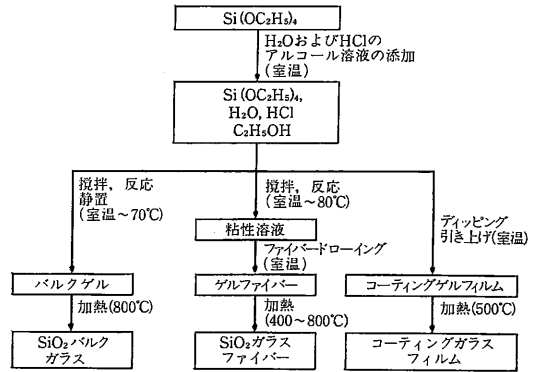 Si(OC₂H₅)₄
H₂OおよびHClの
アルコール溶液の添加
(室温)
Si(OC₂H₅)₄,
H₂O, HCl
C₂H₅OH
撹拌, 反応
静置
(室温～70℃)
バルクゲル
加熱(800℃)
SiO₂バルク
ガラス
撹拌, 反応
(室温～80℃)
粘性溶液
ファイバードローイング
(室温)
ゲルファイバー
加熱
(400～800℃)
SiO₂ガラス
ファイバー
ディッピング
引き上げ(室温)
コーティングゲルフィルム
加熱(500℃)
コーティングガラス
フィルム